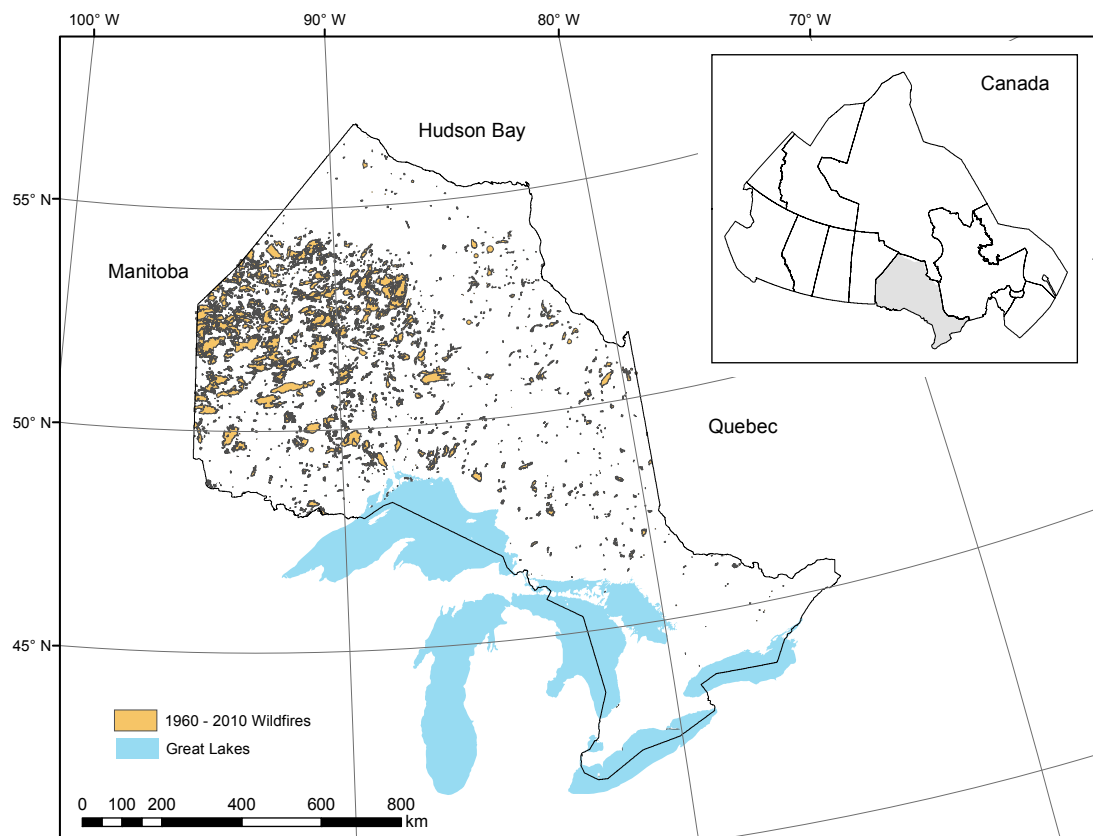 100° W
90° W
80° W
70° W
Canada
Hudson Bay
55° N
Manitoba
50° N
Quebec
45° N
1960 - 2010 Wildfires
Great Lakes
0 100 200 400 600 800
km